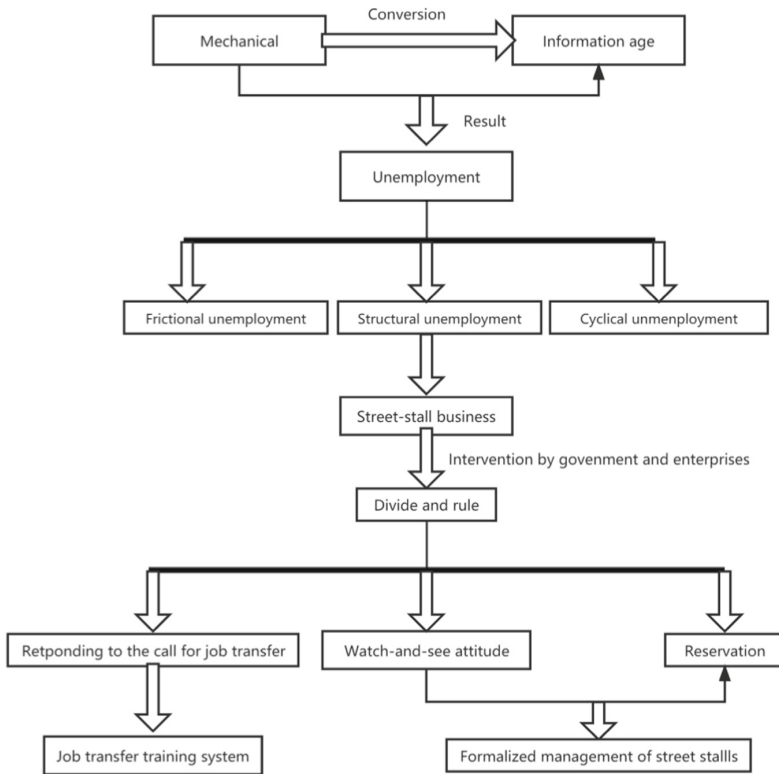 Conversion
Mechanical
Information age
Result
Unemployment
Frictional unemployment
Structural unemployment
Cyclical unmenployment
Street-stall business
Intervention by govenment and enterprises
Divide and rule
Retponding to the call for job transfer
Watch-and-see attitude
Reservation
Job transfer training system
Formalized management of street stallls